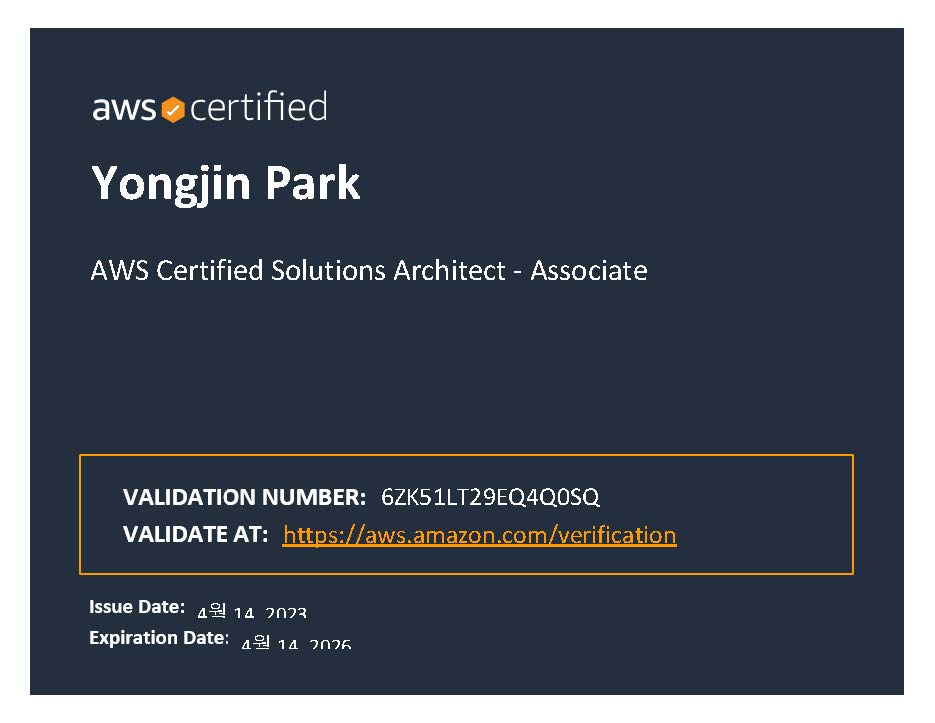 aws certified
Yongjin Park
AWS Certified Solutions Architect - Associate
VALIDATION NUMBER: 6ZK51LT29EQ4Q0SQ
VALIDATE AT: https://aws.amazon.com/verification
Issue Date: 4월 14, 2023
Expiration Date: 4월 14, 2026